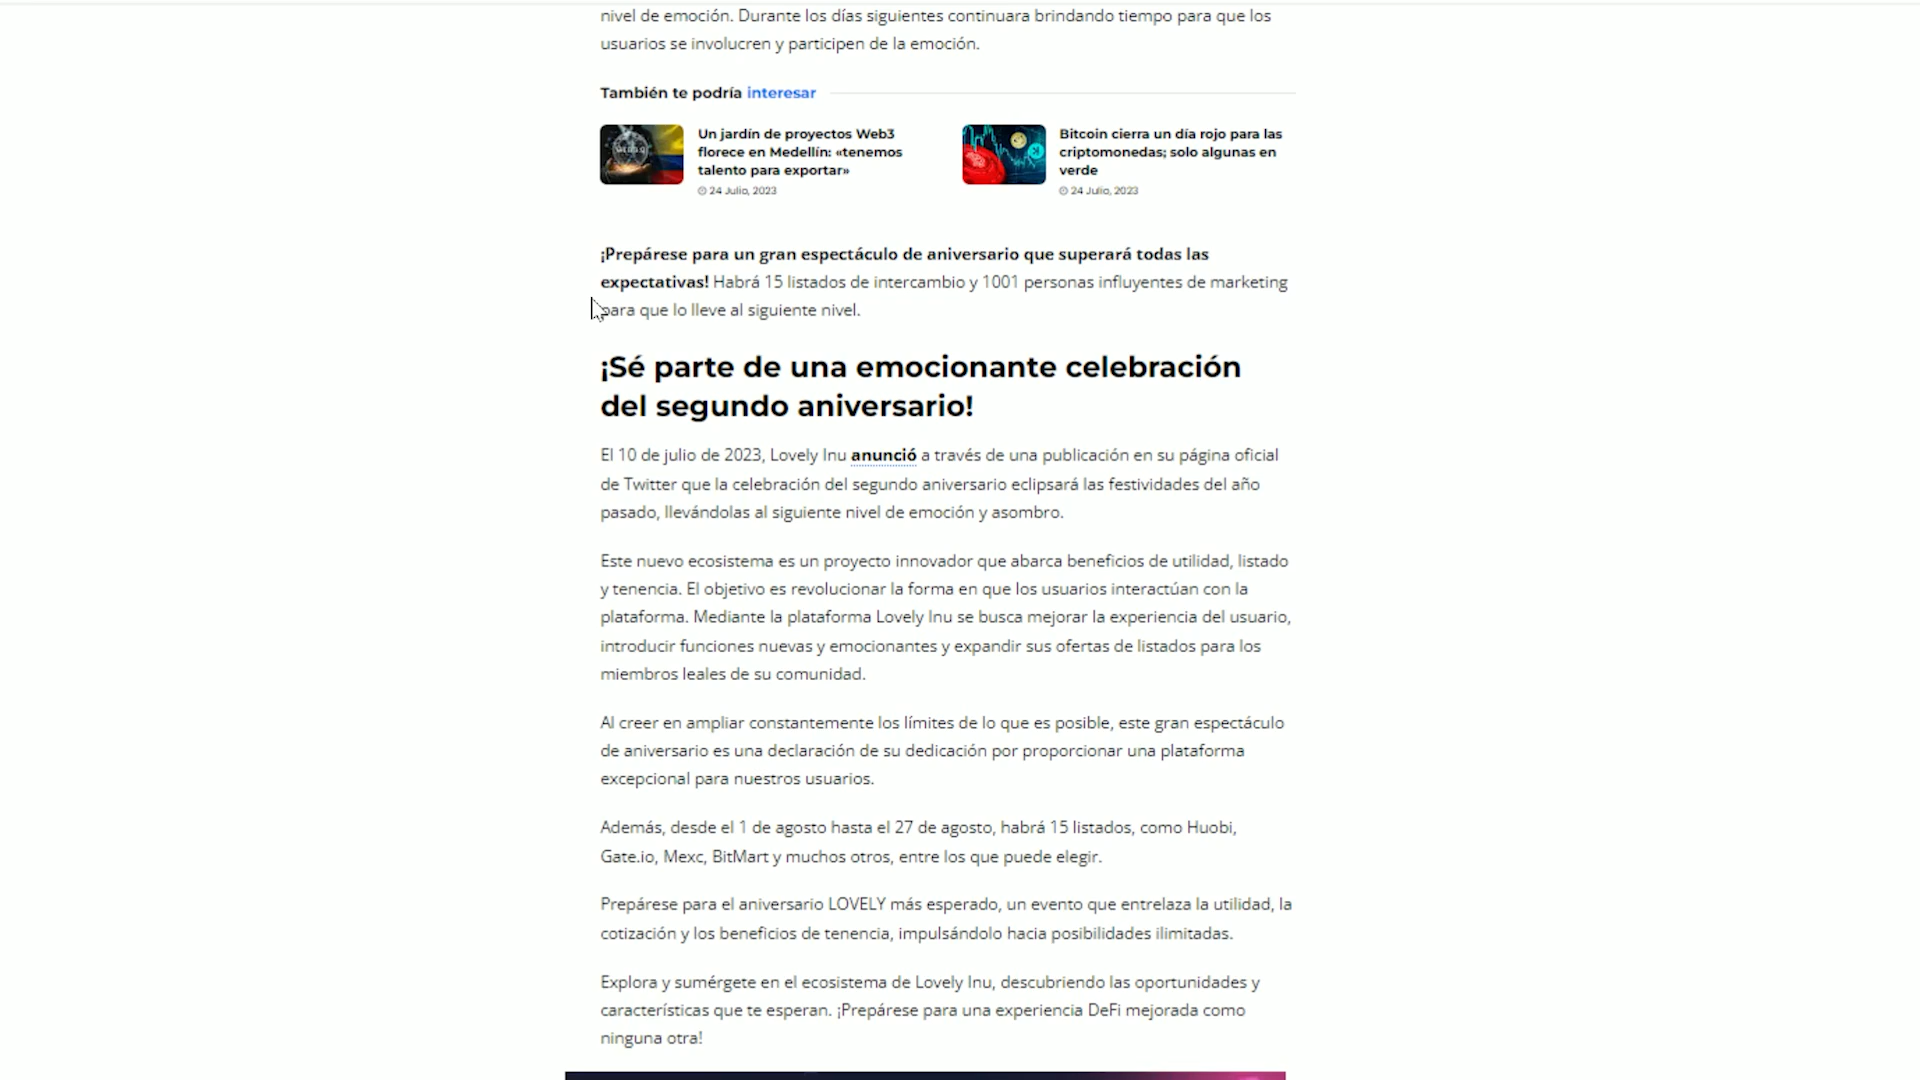 nivel de emoción. Durante los días siguientes continuara brindando tiempo para que los
usuarios se involucren y participen de la emoción.
También te podría interesar
Un jardín de proyectos Web3
florece en Medellín: «tenemos
talento para exportar»
24 Julio, 2023
Bitcoin cierra un día rojo para las
criptomonedas; solo algunas en
verde
24 Julio, 2023
¡Prepárese para un gran espectáculo de aniversario que superará todas las
expectativas! Habrá 15 listados de intercambio y 1001 personas influyentes de marketing
para que lo lleve al siguiente nivel.
¡Sé parte de una emocionante celebración
del segundo aniversario!
El 10 de julio de 2023, Lovely Inu anunció a través de una publicación en su página oficial
de Twitter que la celebración del segundo aniversario eclipsará las festividades del año
pasado, llevándolas al siguiente nivel de emoción y asombro.
Este nuevo ecosistema es un proyecto innovador que abarca beneficios de utilidad, listado
y tenencia. El objetivo es revolucionar la forma en que los usuarios interactúan con la
plataforma. Mediante la plataforma Lovely Inu se busca mejorar la experiencia del usuario,
introducir funciones nuevas y emocionantes y expandir sus ofertas de listados para los
miembros leales de su comunidad.
Al creer en ampliar constantemente los límites de lo que es posible, este gran espectáculo
de aniversario es una declaración de su dedicación por proporcionar una plataforma
excepcional para nuestros usuarios.
Además, desde el 1 de agosto hasta el 27 de agosto, habrá 15 listados, como Huobi,
Gate.io, Mexc, BitMart y muchos otros, entre los que puede elegir.
Prepárese para el aniversario LOVELY más esperado, un evento que entrelaza la utilidad, la
cotización y los beneficios de tenencia, impulsándolo hacia posibilidades ilimitadas.
Explora y sumérgete en el ecosistema de Lovely Inu, descubriendo las oportunidades y
características que te esperan. ¡Prepárese para una experiencia DeFi mejorada como
ninguna otra!